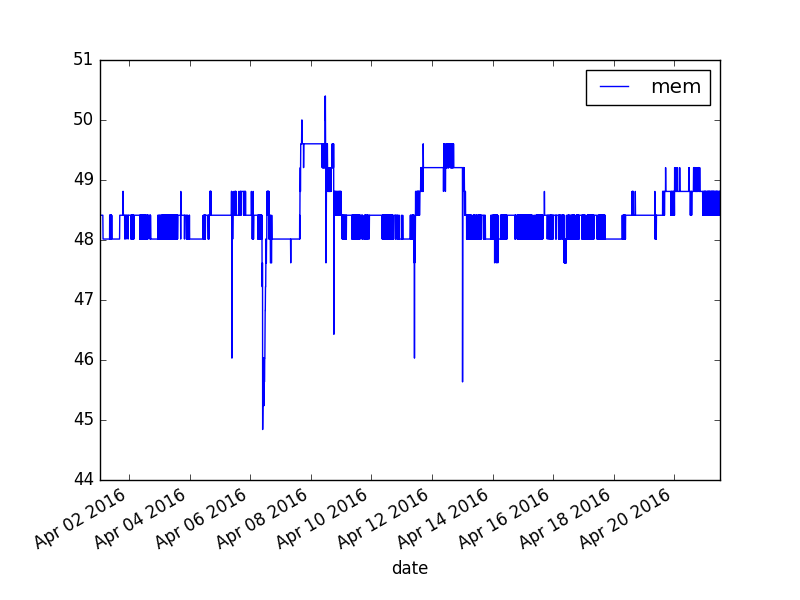 51
50
49
48
47
46
45
44
mem
Apr 02 2016
Apr 04 2016
Apr 06 2016
Apr 08 2016
Apr 10 2016
Apr 12 2016
Apr 14 2016
Apr 16 2016
Apr 18 2016
Apr 20 2016
date